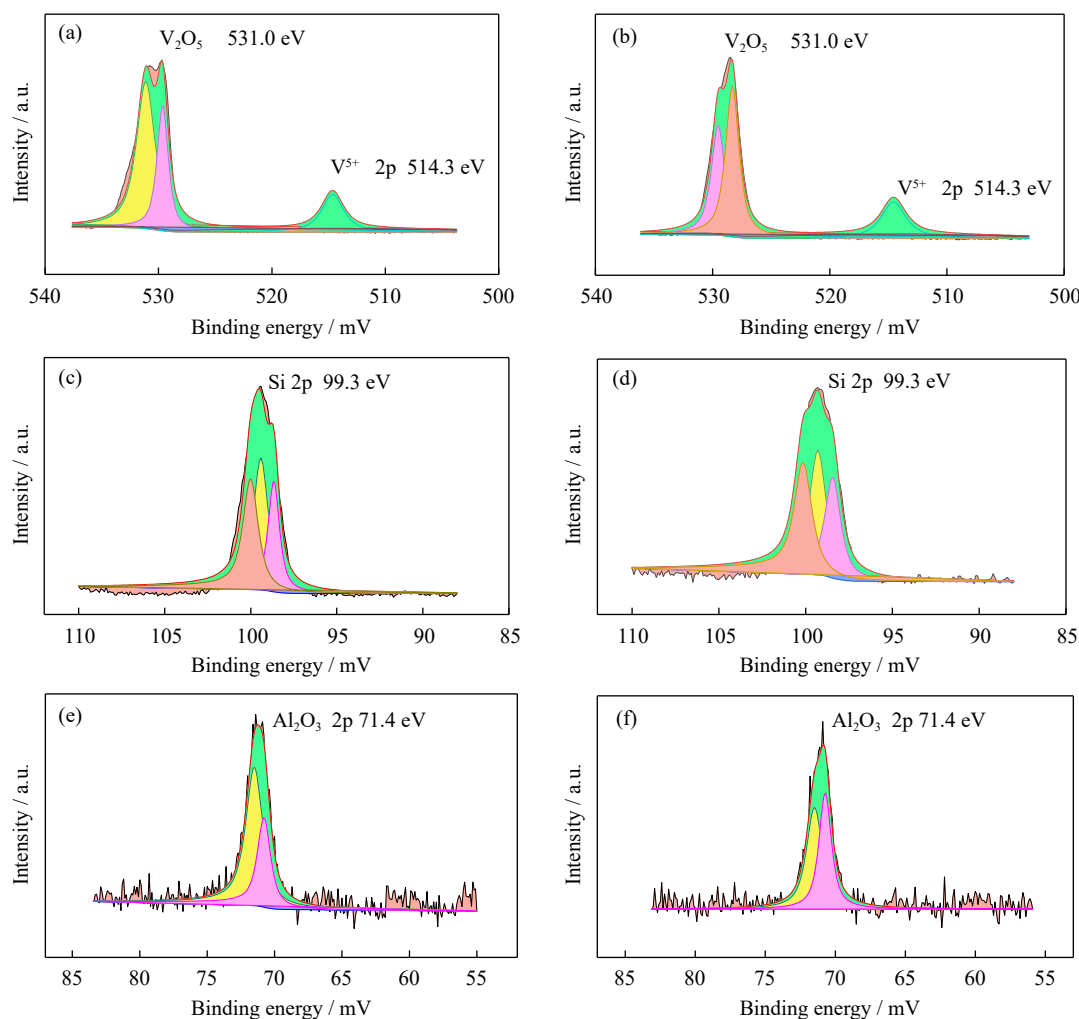 (a)
V₂O₅ 531.0 eV
V⁵⁺ 2p 514.3 eV
Intensity / a.u.
540 530 520 510 500
Binding energy / mV
(b)
V₂O₅ 531.0 eV
V⁵⁺ 2p 514.3 eV
Intensity / a.u.
540 530 520 510 500
Binding energy / mV
(c)
Si 2p 99.3 eV
Intensity / a.u.
110 105 100 95 90 85
Binding energy / mV
(d)
Si 2p 99.3 eV
Intensity / a.u.
110 105 100 95 90 85
Binding energy / mV
(e)
Al₂O₃ 2p 71.4 eV
Intensity / a.u.
85 80 75 70 65 60 55
Binding energy / mV
(f)
Al₂O₃ 2p 71.4 eV
Intensity / a.u.
85 80 75 70 65 60 55
Binding energy / mV